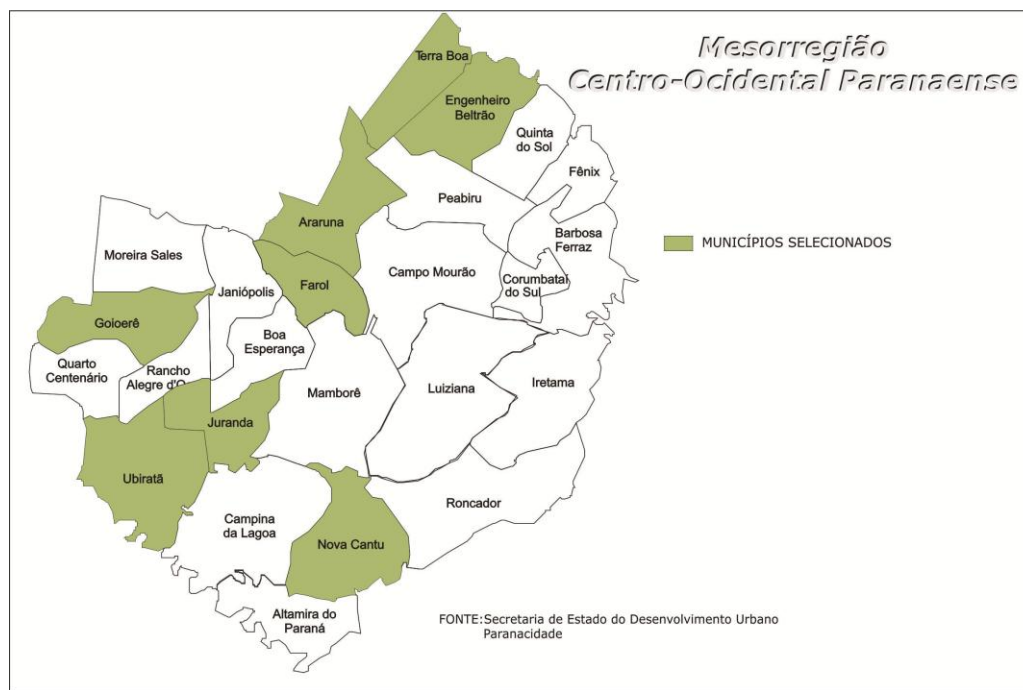 Mesorregião
Centro-Ocidental Paranaense
Terra Boa
Engenheiro
Beltrão
Quinta
do Sol
Fênix
Peabiru
Araruna
Barbosa
Ferraz
MUNICÍPIOS SELECIONADOS
Moreira Sales
Campo Mourão
Corumbataí
do Sul
Farol
Janiópolis
Goioerê
Boa
Esperança
Quarto
Centenário
Rancho
Alegre d'O
Mamborê
Luiziana
Iretama
Juranda
Ubiratã
Roncador
Campina
da Lagoa
Nova Cantu
Altamira do
Paraná
FONTE:Secretaria de Estado do Desenvolvimento Urbano
Paranacidade